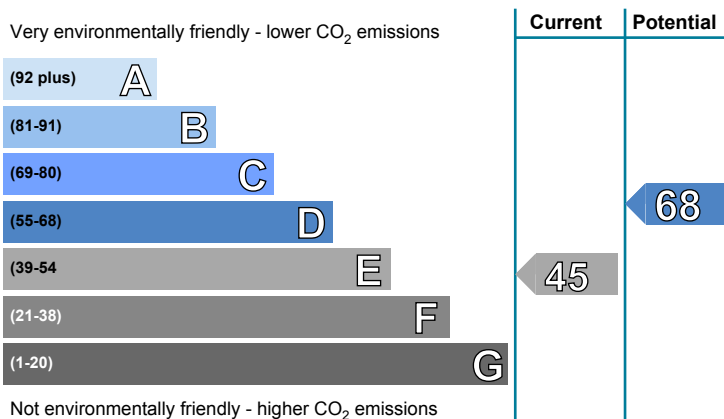 Current Potential
Very environmentally friendly - lower CO2 emissions
(92 plus) A
(81-91) B
(69-80) C
(55-68) D
68
(39-54 E
45
(21-38) F
(1-20) G
Not environmentally friendly - higher CO2 emissions